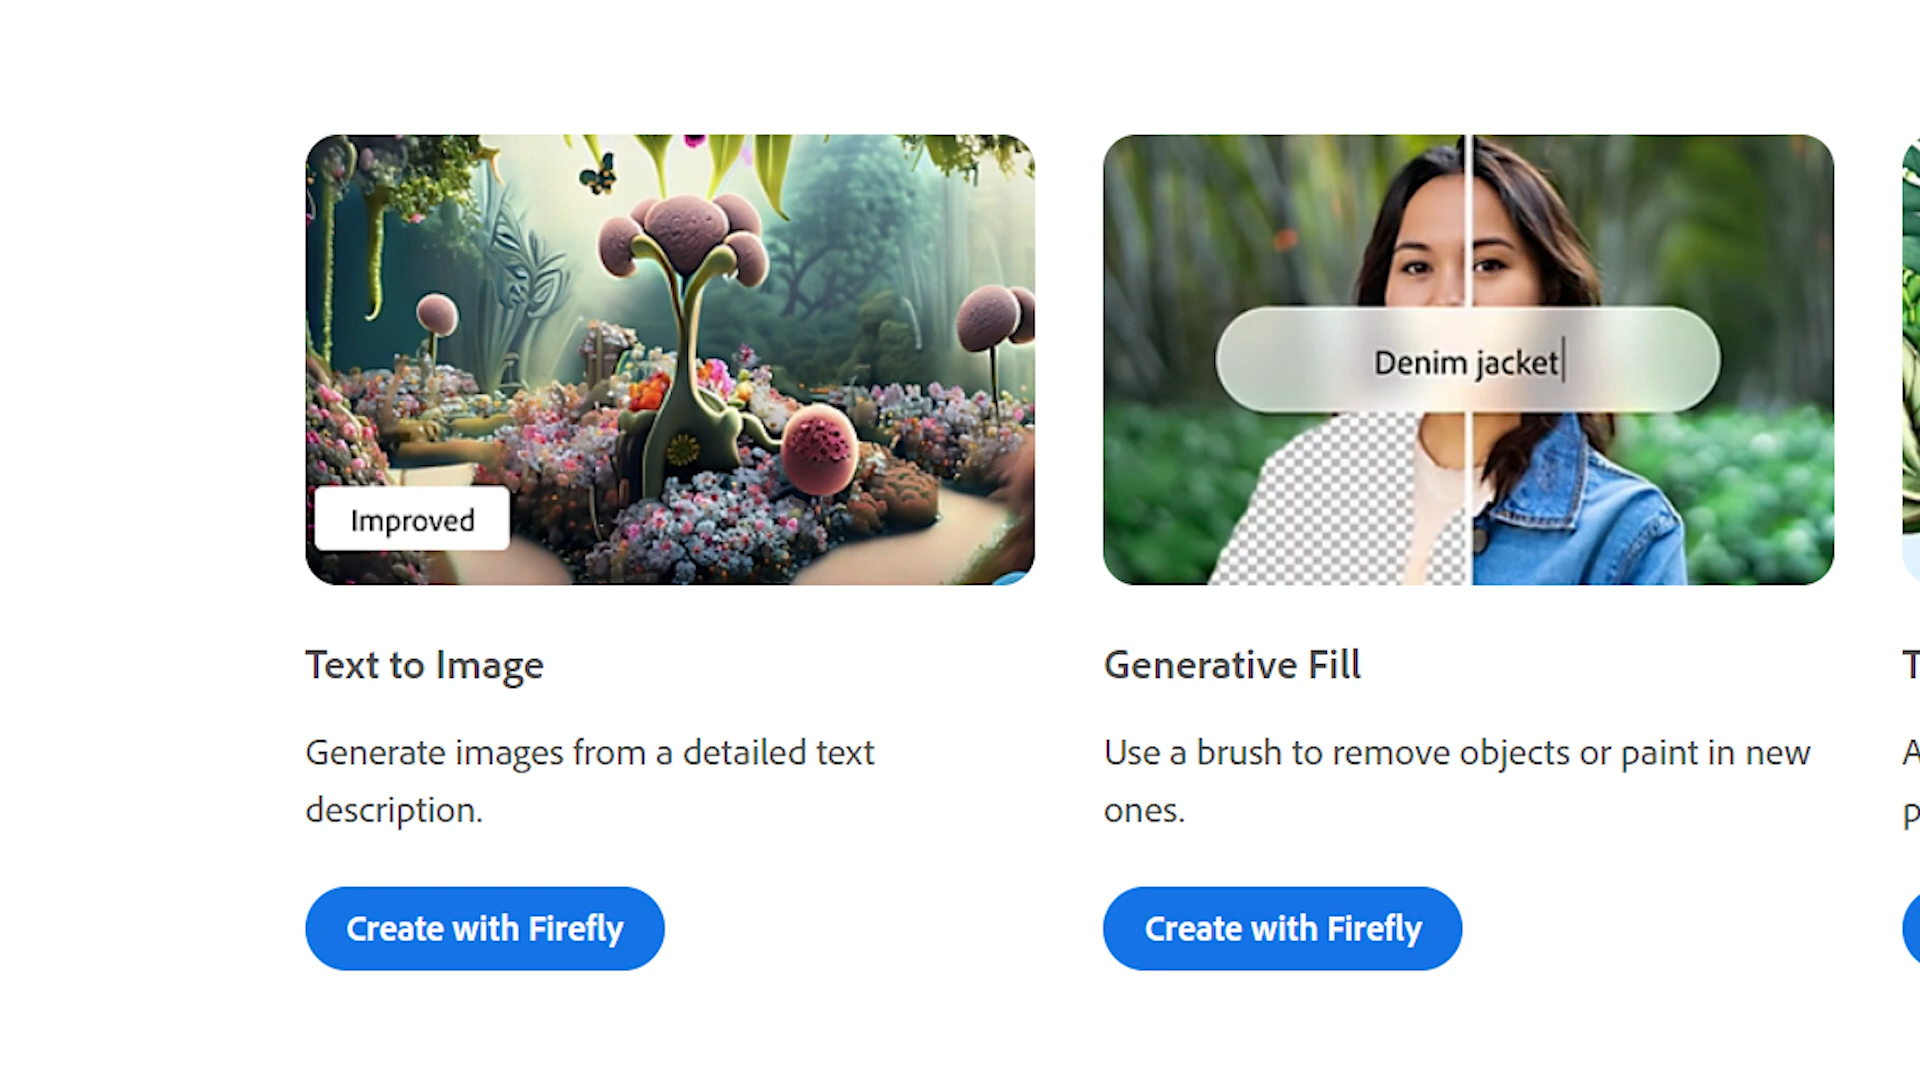 Improved
Denim jacket
Text to Image
Generate images from a detailed text
description.
Create with Firefly
Generative Fill
Use a brush to remove objects or paint in new
ones.
Create with Firefly